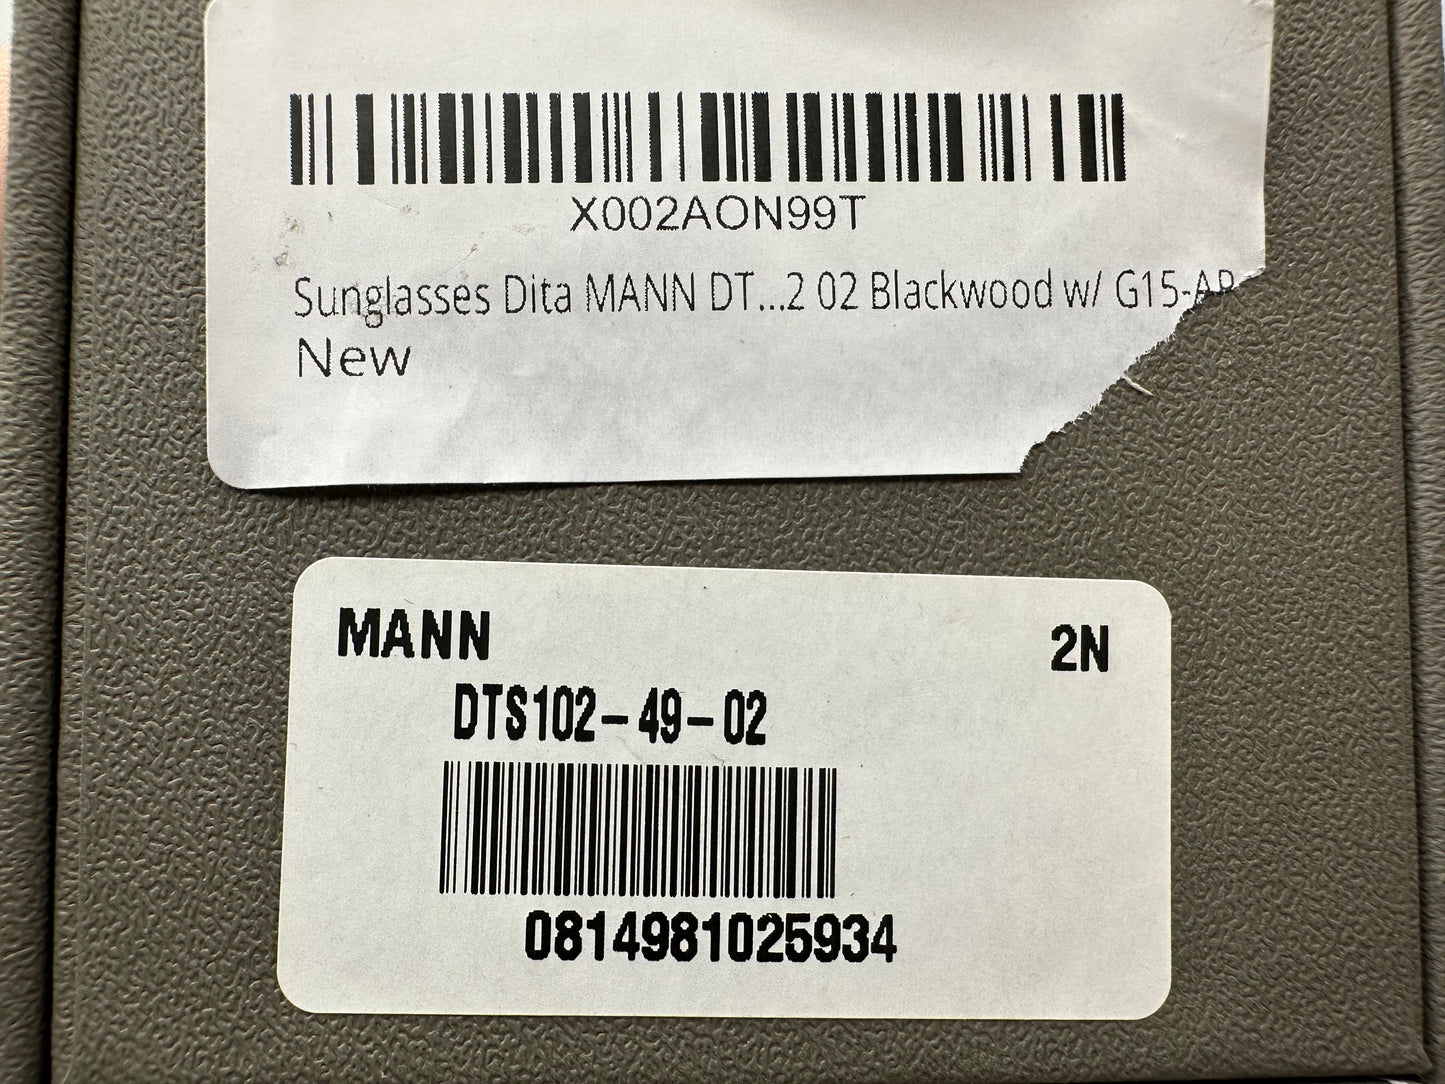 X002AON99T
Sunglasses Dita MANN DT...2 02 Blackwood w/ G15-AR
New
MANN
2N
DTS102-49-02
0814981025934